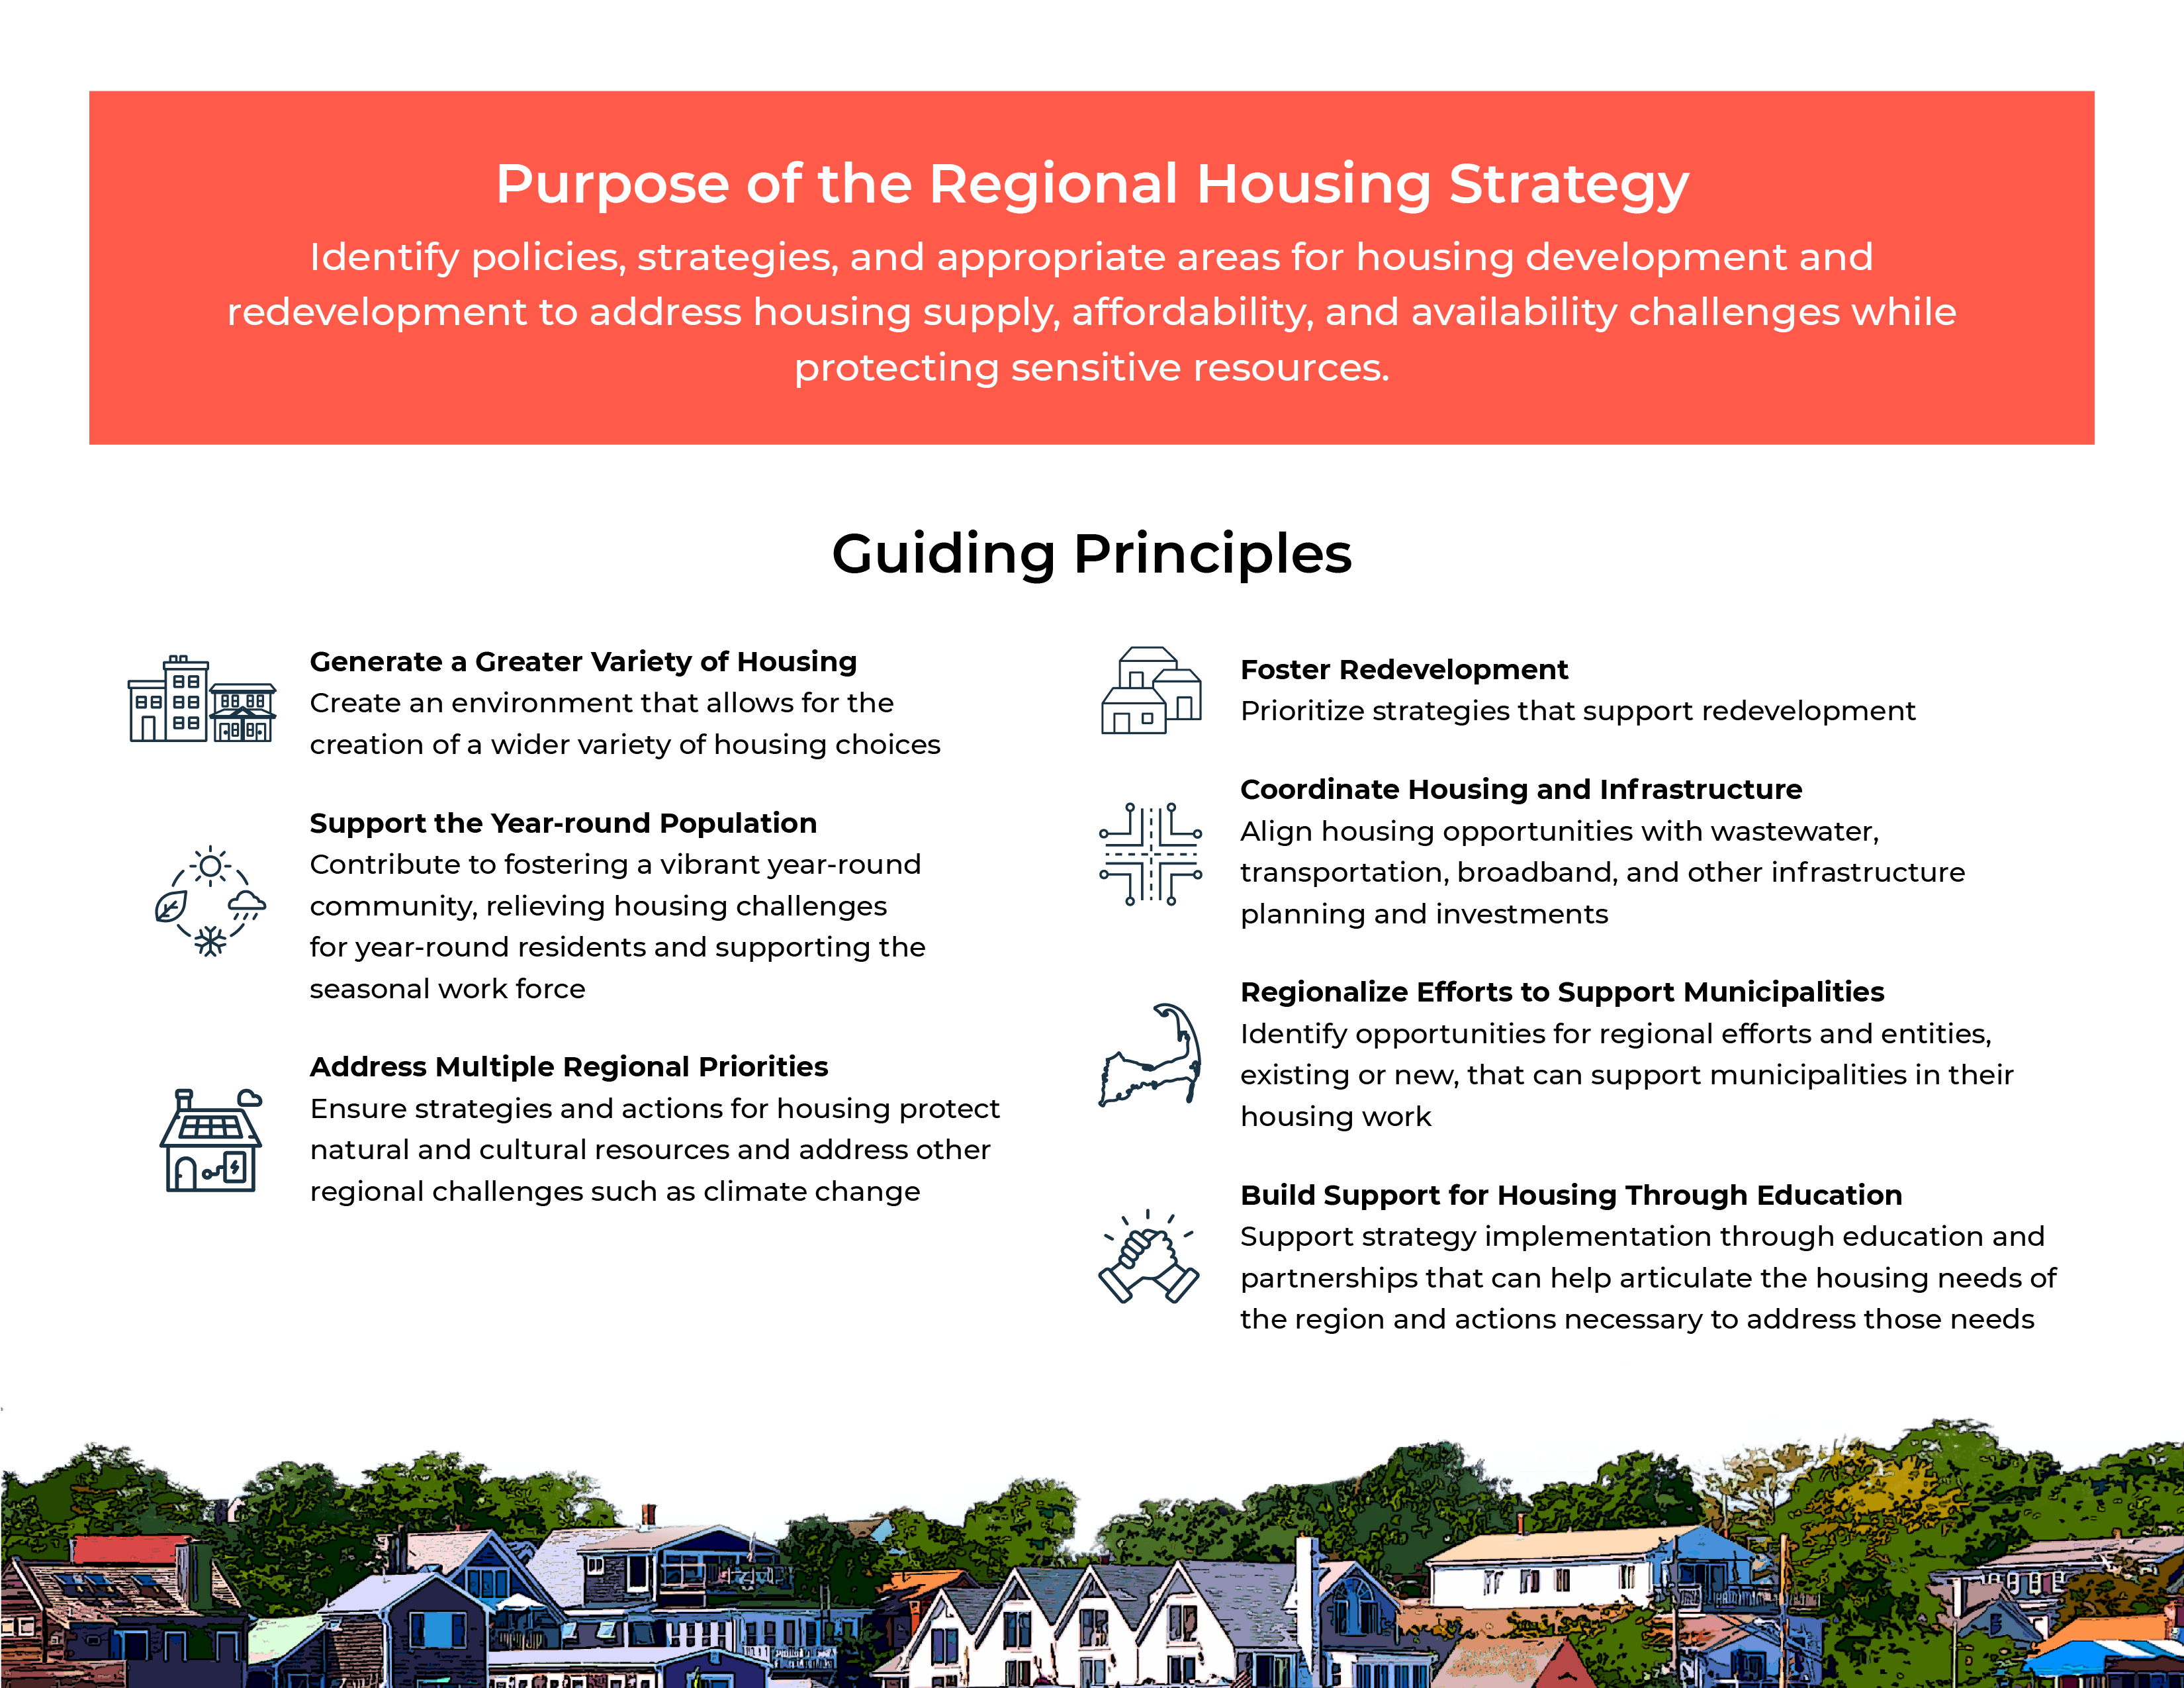 Purpose of the Regional Housing Strategy
Identify policies, strategies, and appropriate areas for housing development and
redevelopment to address housing supply, affordability, and availability challenges while
protecting sensitive resources.
Guiding Principles
Generate a Greater Variety of Housing
Create an environment that allows for the
creation of a wider variety of housing choices
Support the Year-round Population
Contribute to fostering a vibrant year-round
community, relieving housing challenges
for year-round residents and supporting the
seasonal work force
Address Multiple Regional Priorities
Ensure strategies and actions for housing protect
natural and cultural resources and address other
regional challenges such as climate change
Foster Redevelopment
Prioritize strategies that support redevelopment
Coordinate Housing and Infrastructure
Align housing opportunities with wastewater,
transportation, broadband, and other infrastructure
planning and investments
Regionalize Efforts to Support Municipalities
Identify opportunities for regional efforts and entities,
existing or new, that can support municipalities in their
housing work
Build Support for Housing Through Education
Support strategy implementation through education and
partnerships that can help articulate the housing needs of
the region and actions necessary to address those needs